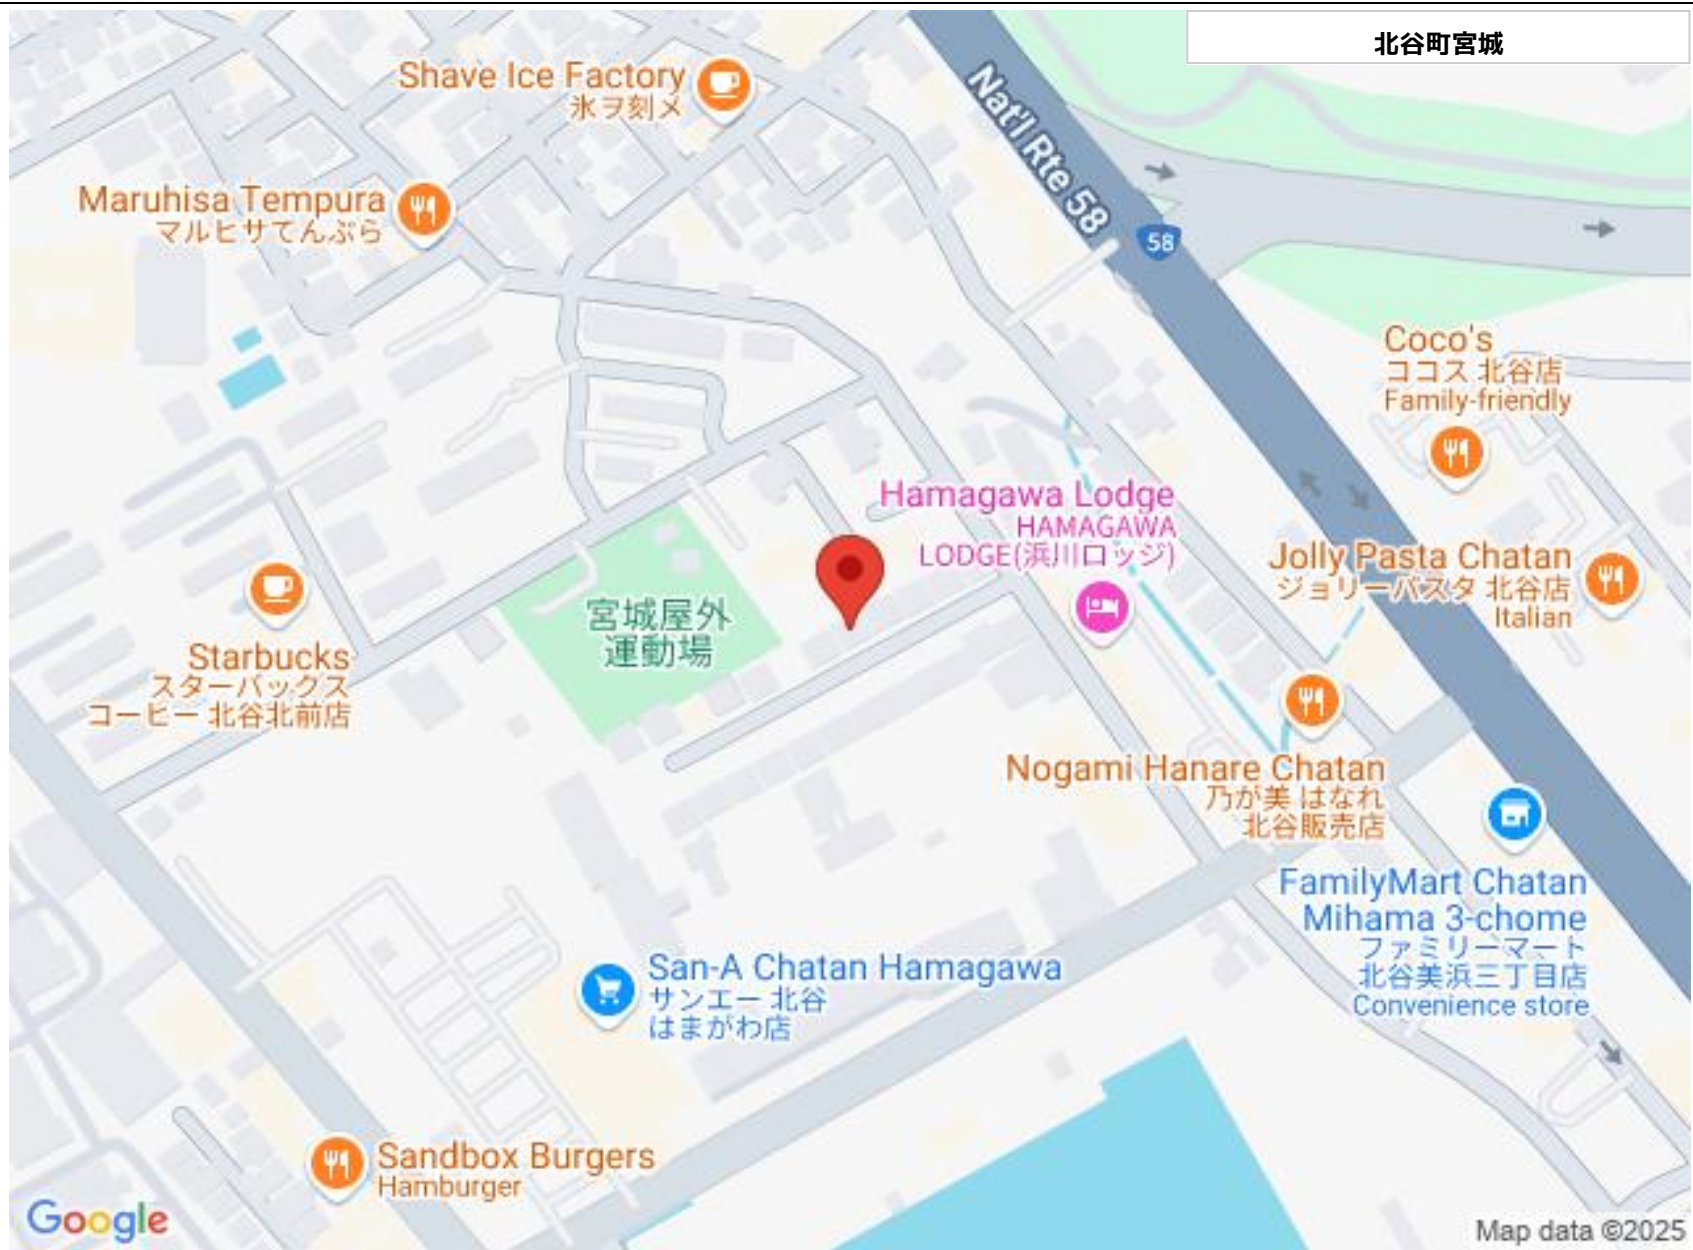 北谷町宮城
Shave Ice Factory
氷ヲ刻メ
Nat'l Rte 58
Maruhisa Tempura
マルヒサてんぷら
58
Coco's
ココス 北谷店
Family-friendly
Hamagawa Lodge
HAMAGAWA
LODGE(浜川ロッジ)
Jolly Pasta Chatan
ジョリーパスタ 北谷店
Italian
宮城屋外
運動場
Starbucks
スターバックス
コーヒー 北谷北前店
Nogami Hanare Chatan
乃が美 はなれ
北谷販売店
FamilyMart Chatan
Mihama 3-chome
ファミリーマート
北谷美浜三丁目店
Convenience store
San-A Chatan Hamagawa
サンエー 北谷
はまがわ店
Sandbox Burgers
Hamburger
Google
Map data ©2025